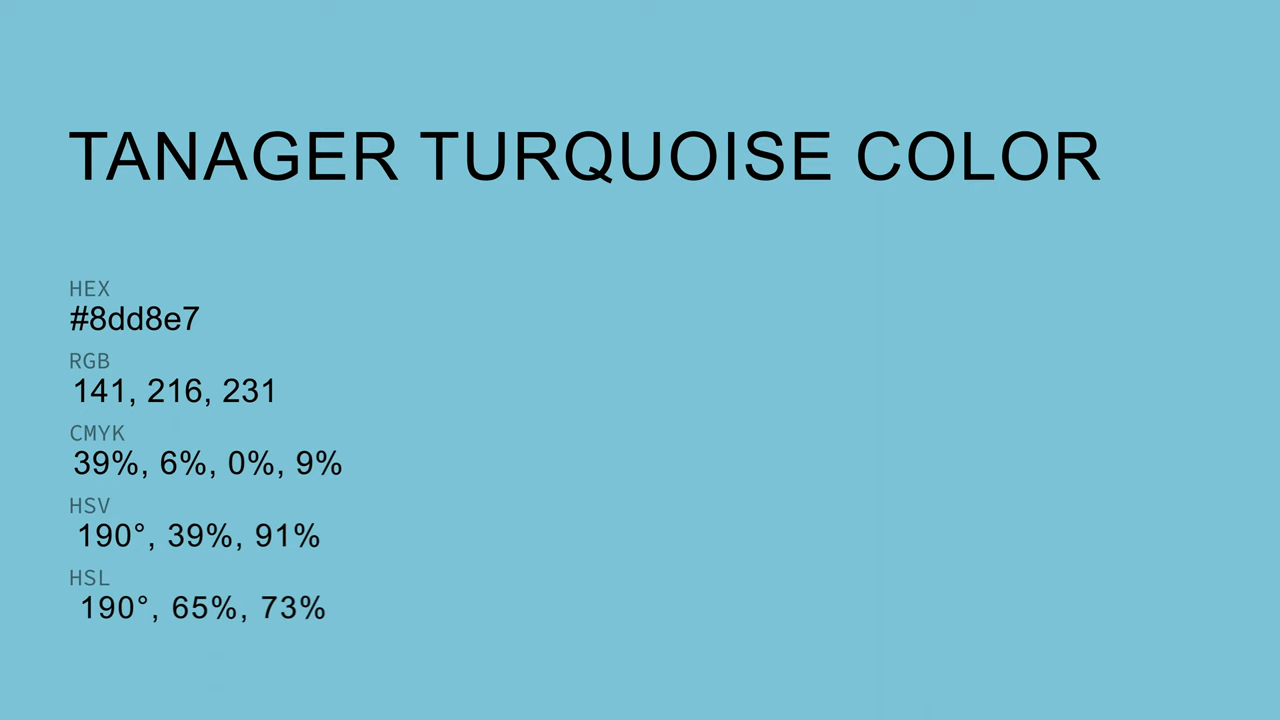 TANAGER TURQUOISE COLOR
HEX
#8dd8e7
RGB
141, 216, 231
CMYK
39%, 6%, 0%, 9%
HSV
190°, 39%, 91%
HSL
190°, 65%, 73%